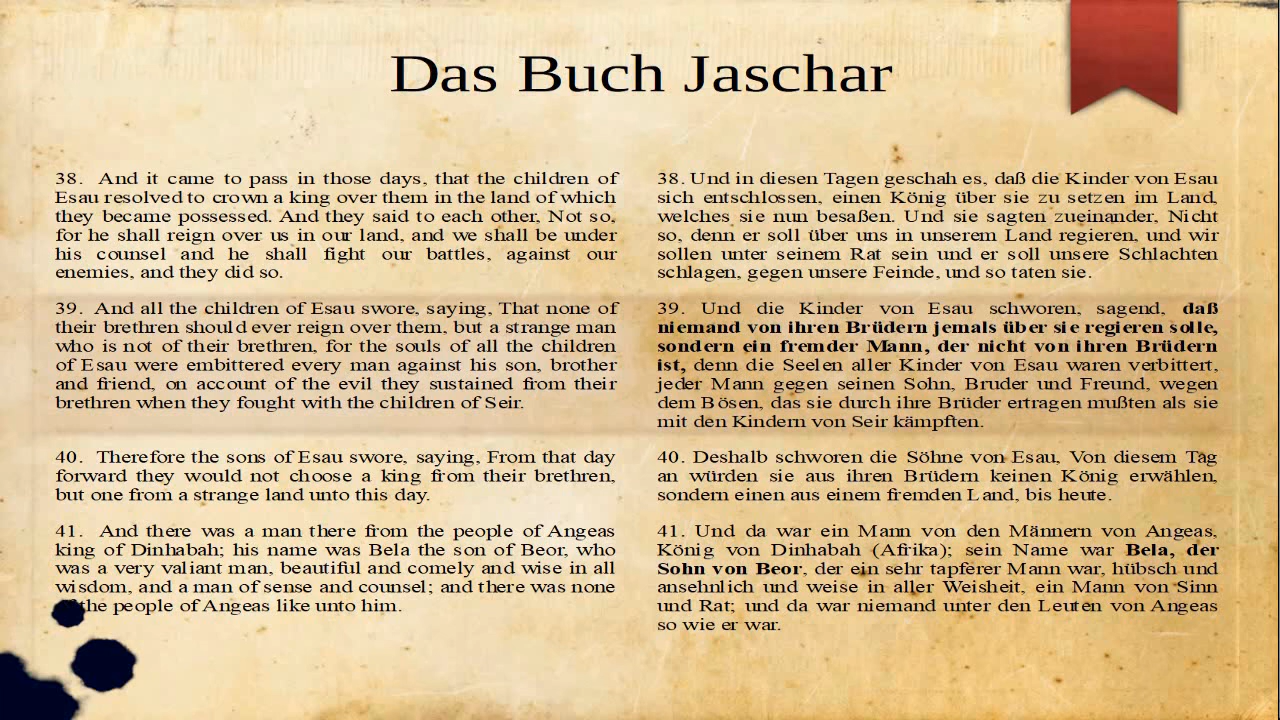 Das Buch Jaschar
38. And it came to pass in those days, that the children of
Esau resolved to crown a king over them in the land of which
they became possessed. And they said to each other, Not so,
for he shall reign over us in our land, and we shall be under
his counsel and he shall fight our battles, against our
enemies, and they did so.
39. And all the children of Esau swore, saying, That none of
their brethren should ever reign over them, but a strange man
who is not of their brethren, for the souls of all the children
of Esau were embittered every man against his son, brother
and friend, on account of the evil they sustained from their
brethren when they fought with the children of Seir.
40. Therefore the sons of Esau swore, saying, From that day
forward they would not choose a king from their brethren,
but one from a strange land unto this day.
41. And there was a man there from the people of Angeas
king of Dinhabah; his name was Bela the son of Beor, who
was a very valiant man, beautiful and comely and wise in all
wisdom, and a man of sense and counsel; and there was none
the people of Angeas like unto him.
38. Und in diesen Tagen geschah es, daß die Kinder von Esau
sich entschlossen, einen König über sie zu setzen im Land,
welches sie nun besaßen. Und sie sagten zueinander, Nicht
so, denn er soll über uns in unserem Land regieren, und wir
sollen unter seinem Rat sein und er soll unsere Schlachten
schlagen, gegen unsere Feinde, und so taten sie.
39. Und die Kinder von Esau schworen, sagend, daß
niemand von ihren Brüdern jemals über sie regieren solle,
sondern ein fremder Mann, der nicht von ihren Brüdern
ist, denn die Seelen aller Kinder von Esau waren verbittert,
jeder Mann gegen seinen Sohn, Bruder und Freund, wegen
dem Bösen, das sie durch ihre Brüder ertragen mußten als sie
mit den Kindern von Seir kämpften.
40. Deshalb schworen die Söhne von Esau, Von diesem Tag
an würden sie aus ihren Brüdern keinen König erwählen,
sondern einen aus einem fremden Land, bis heute.
41. Und da war ein Mann von den Männern von Angeas,
König von Dinhabah (Afrika); sein Name war Bela, der
Sohn von Beor, der ein sehr tapferer Mann war, hübsch und
ansehnlich und weise in aller Weisheit, ein Mann von Sinn
und Rat; und da war niemand unter den Leuten von Angeas
so wie er war.